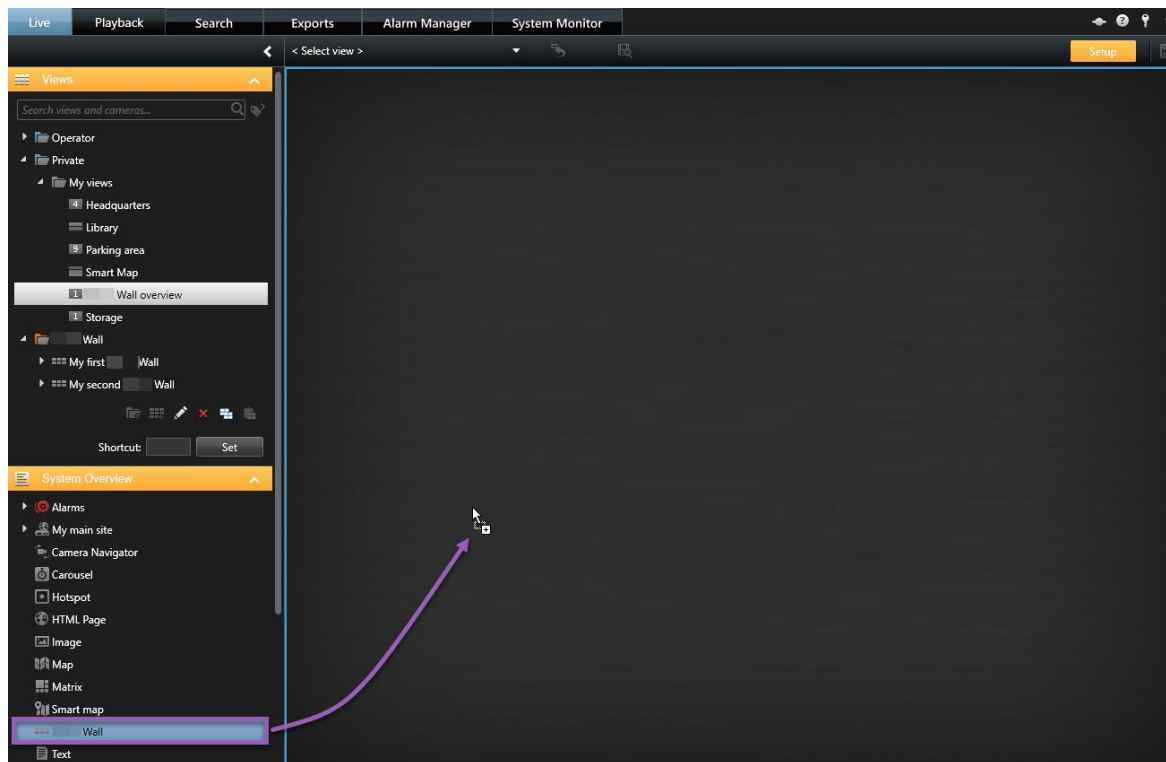 Live Playback Search Exports Alarm Manager System Monitor
< Select view > Setup
Views
Search views and cameras...
Operator
Private
My views
4 Headquarters
Library
9 Parking area
Smart Map
1 Wall overview
1 Storage
Wall
My first Wall
My second Wall
Shortcut: Set
System Overview
Alarms
My main site
Camera Navigator
Carousel
Hotspot
HTML Page
Image
Map
Matrix
Smart map
Wall
Text